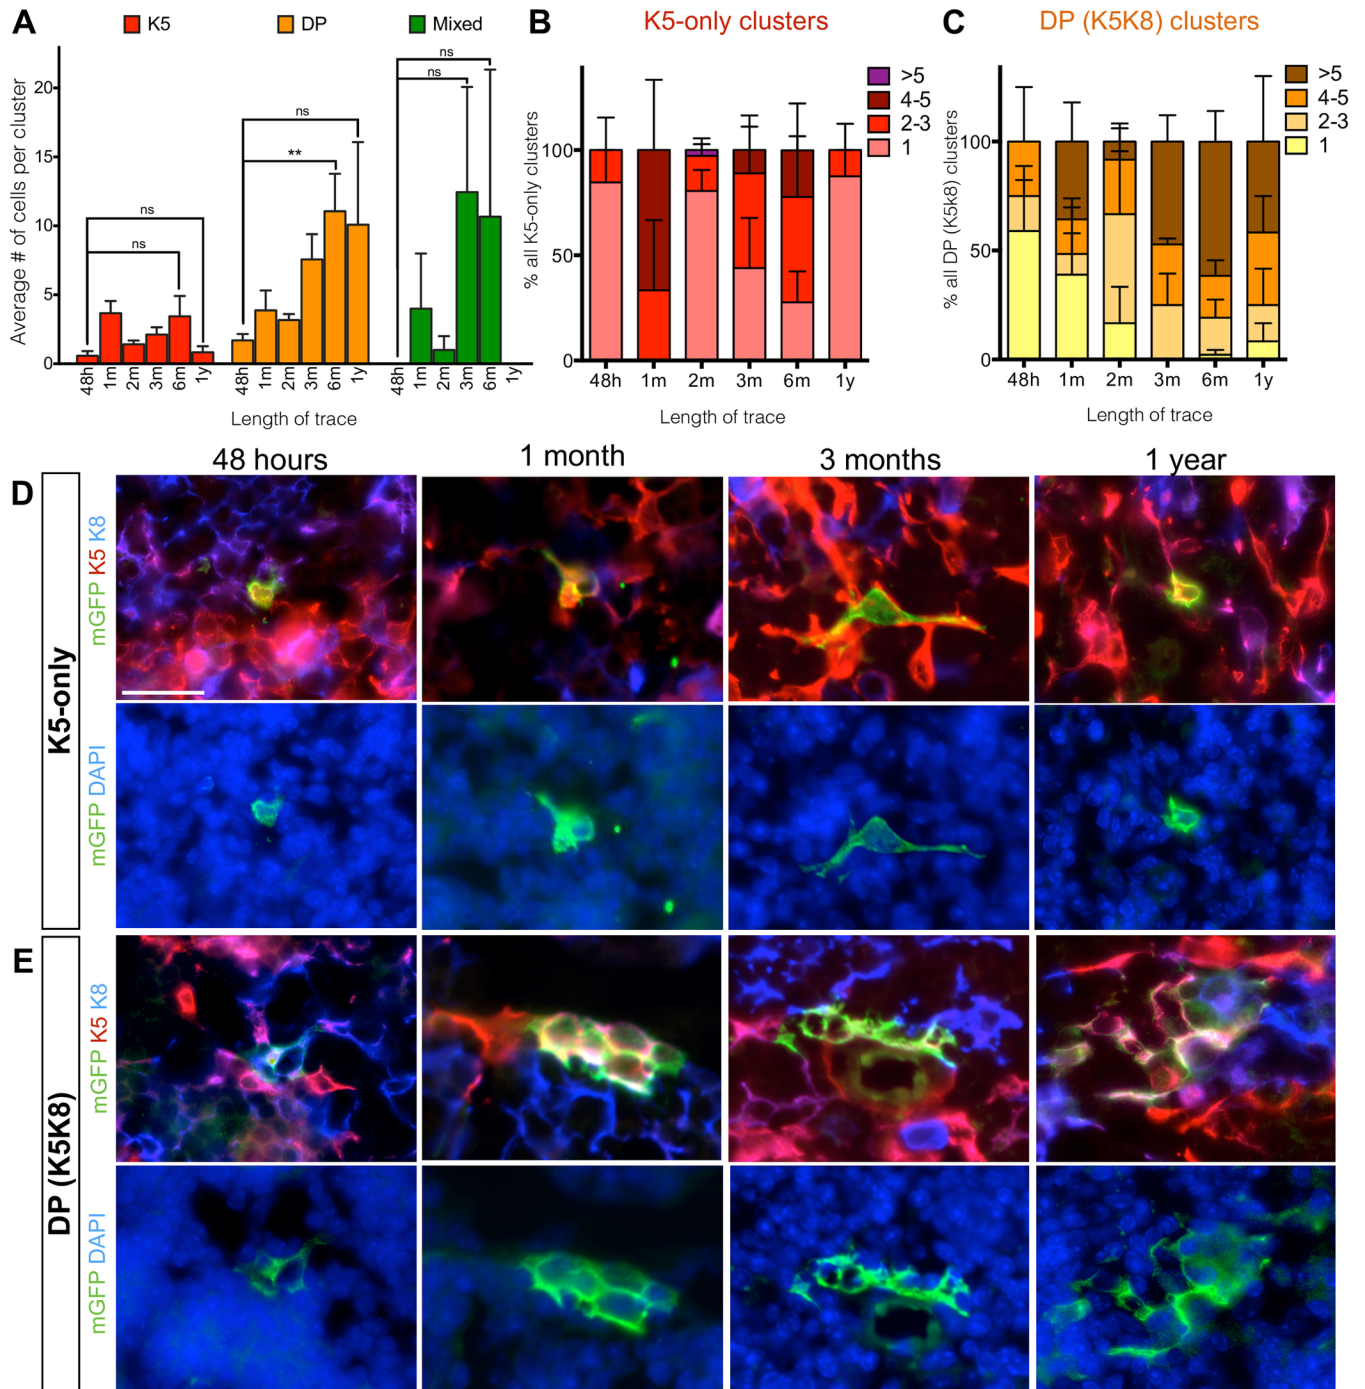 A
K5
DP
Mixed
Average # of cells per cluster
20
15
10
5
0
ns
ns
**
ns
ns
ns
48h 1m 2m 3m 6m 1y
48h 1m 2m 3m 6m 1y
48h 1m 2m 3m 6m 1y
Length of trace
B
K5-only clusters
% all K5-only clusters
100
50
0
>5
4-5
2-3
1
48h 1m 2m 3m 6m 1y
Length of trace
C
DP (K5K8) clusters
% all DP (K5k8) clusters
100
50
0
>5
4-5
2-3
1
48h 1m 2m 3m 6m 1y
Length of trace
48 hours
1 month
3 months
1 year
D
K5-only
mGFP K5 K8
mGFP DAPI
E
DP (K5K8)
mGFP K5 K8
mGFP DAPI